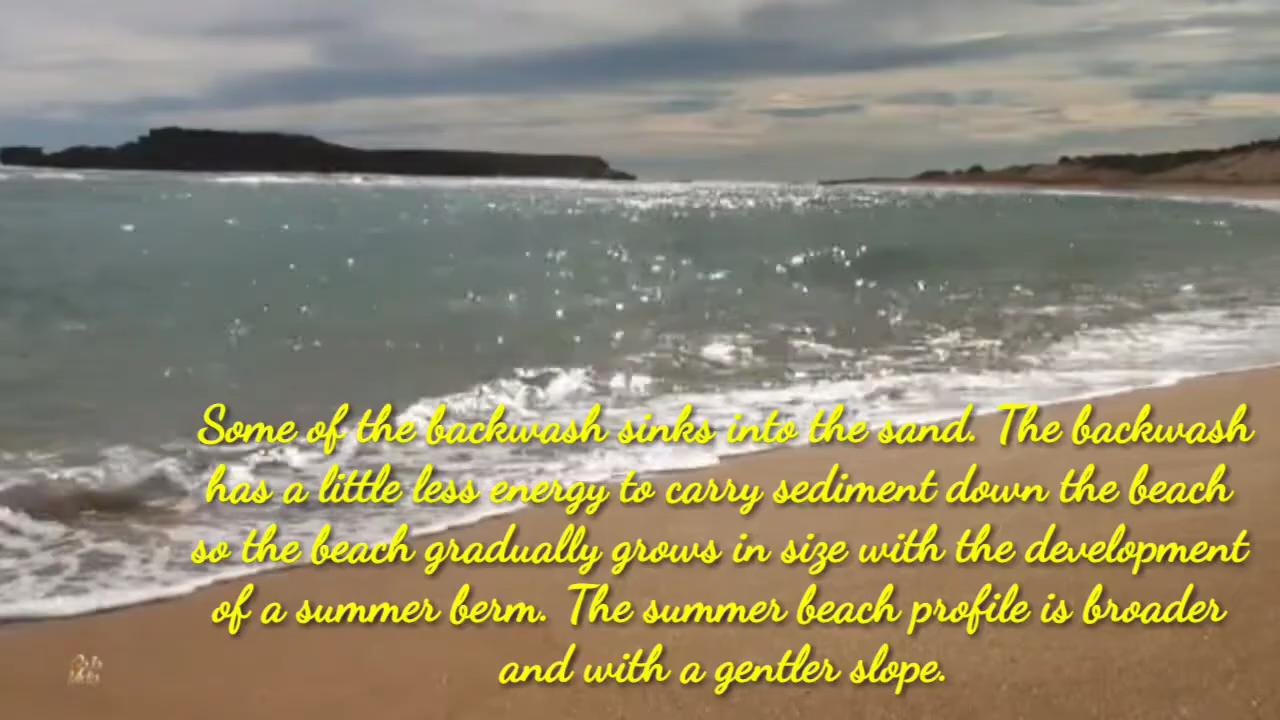 Some of the backwash sinks into the sand. The backwash
has a little less energy to carry sediment down the beach
so the beach gradually grows in size with the development
of a summer berm. The summer beach profile is broader
and with a gentler slope.